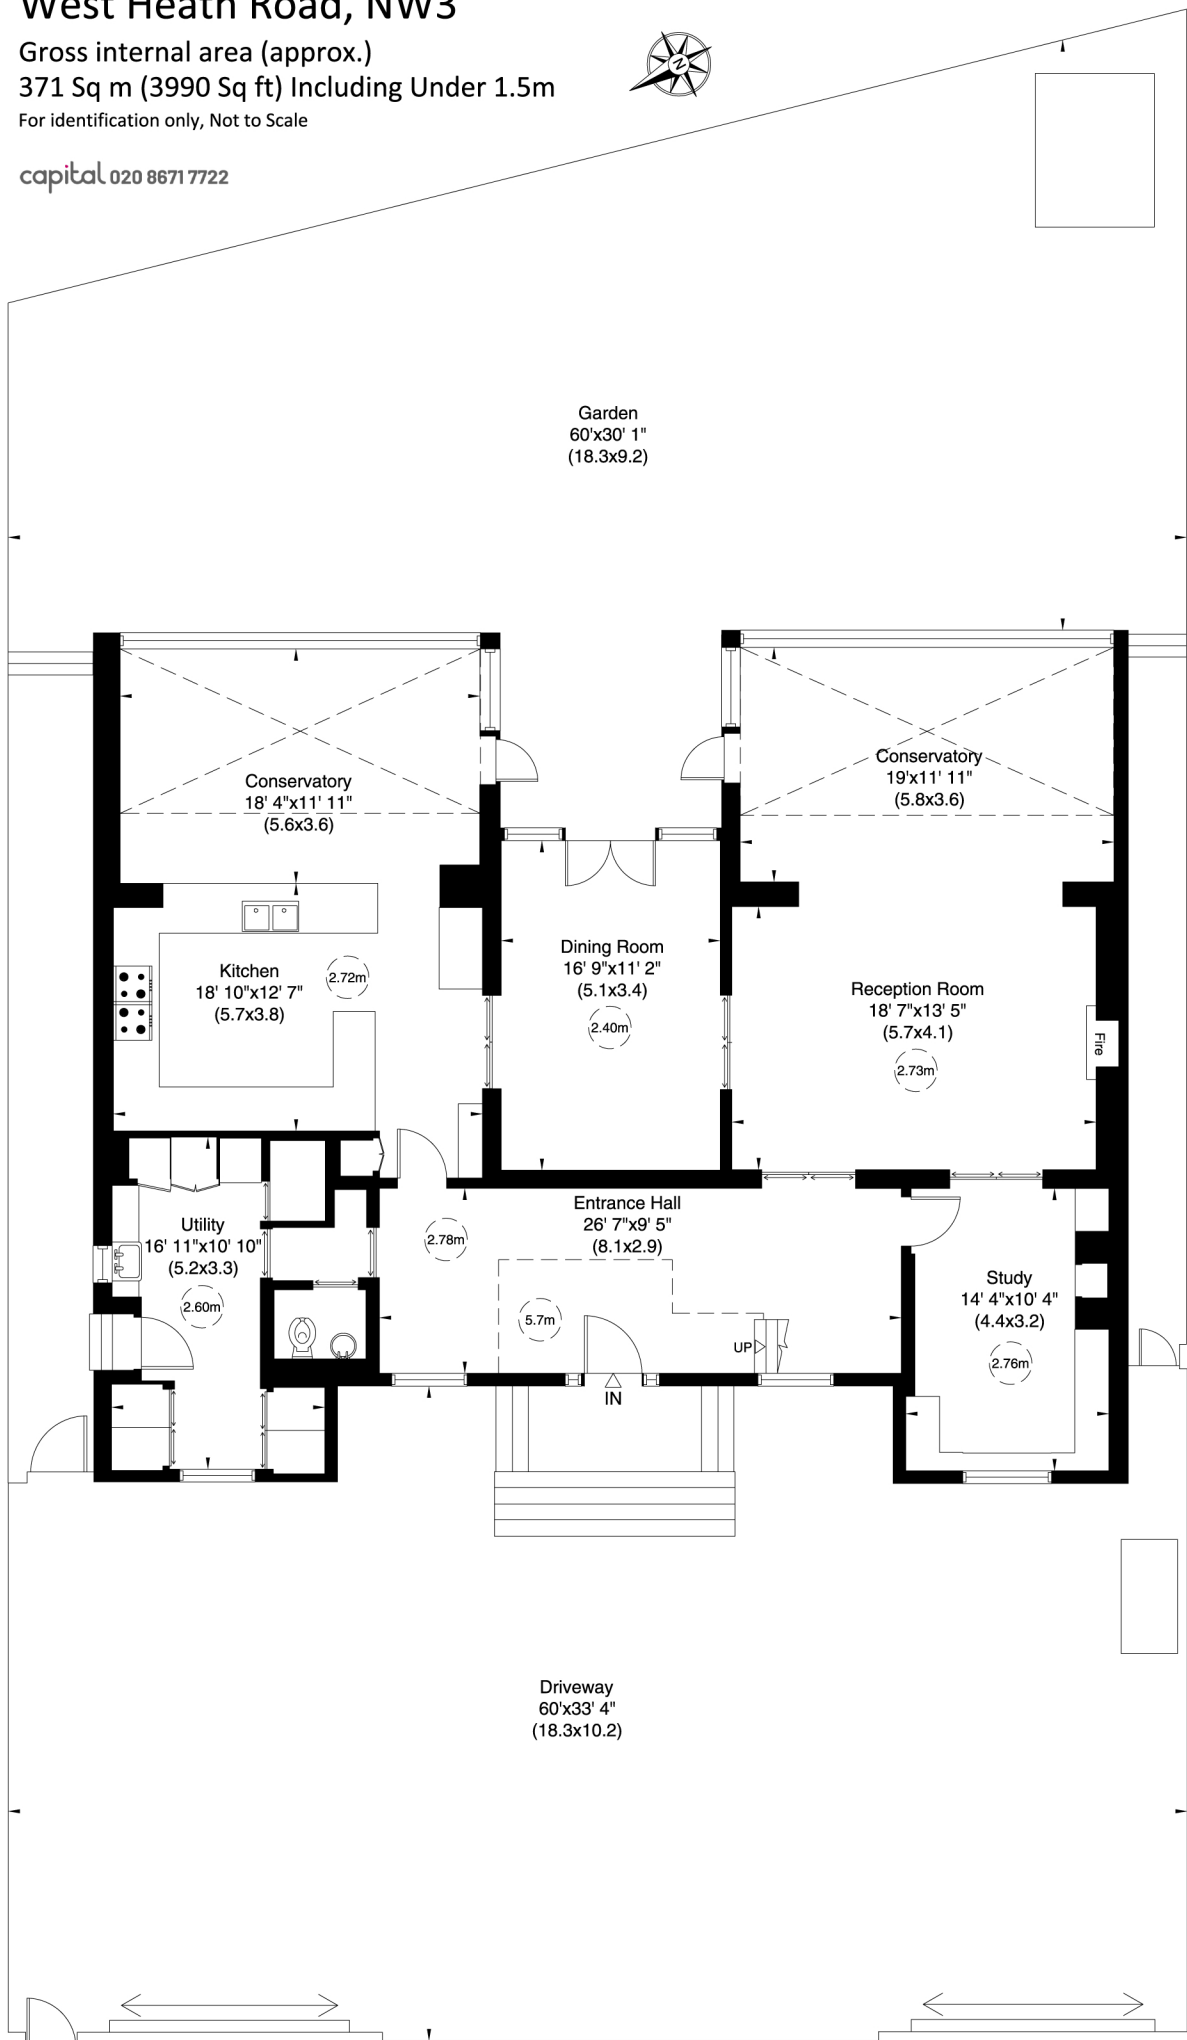 West Heath Road, NW3
Gross internal area (approx.)
371 Sq m (3990 Sq ft) Including Under 1.5m
For identification only, Not to Scale
capital 020 8671 7722
N
Garden
60'x30' 1"
(18.3x9.2)
Conservatory
18' 4"x11' 11"
(5.6x3.6)
Conservatory
19'x11' 11"
(5.8x3.6)
Kitchen
18' 10"x12' 7"
(5.7x3.8)
2.72m
Dining Room
16' 9"x11' 2"
(5.1x3.4)
2.40m
Reception Room
18' 7"x13' 5"
(5.7x4.1)
2.73m
Fire
Utility
16' 11"x10' 10"
(5.2x3.3)
2.60m
2.78m
Entrance Hall
26' 7"x9' 5"
(8.1x2.9)
5.7m
UP
IN
Study
14' 4"x10' 4"
(4.4x3.2)
2.76m
Driveway
60'x33' 4"
(18.3x10.2)